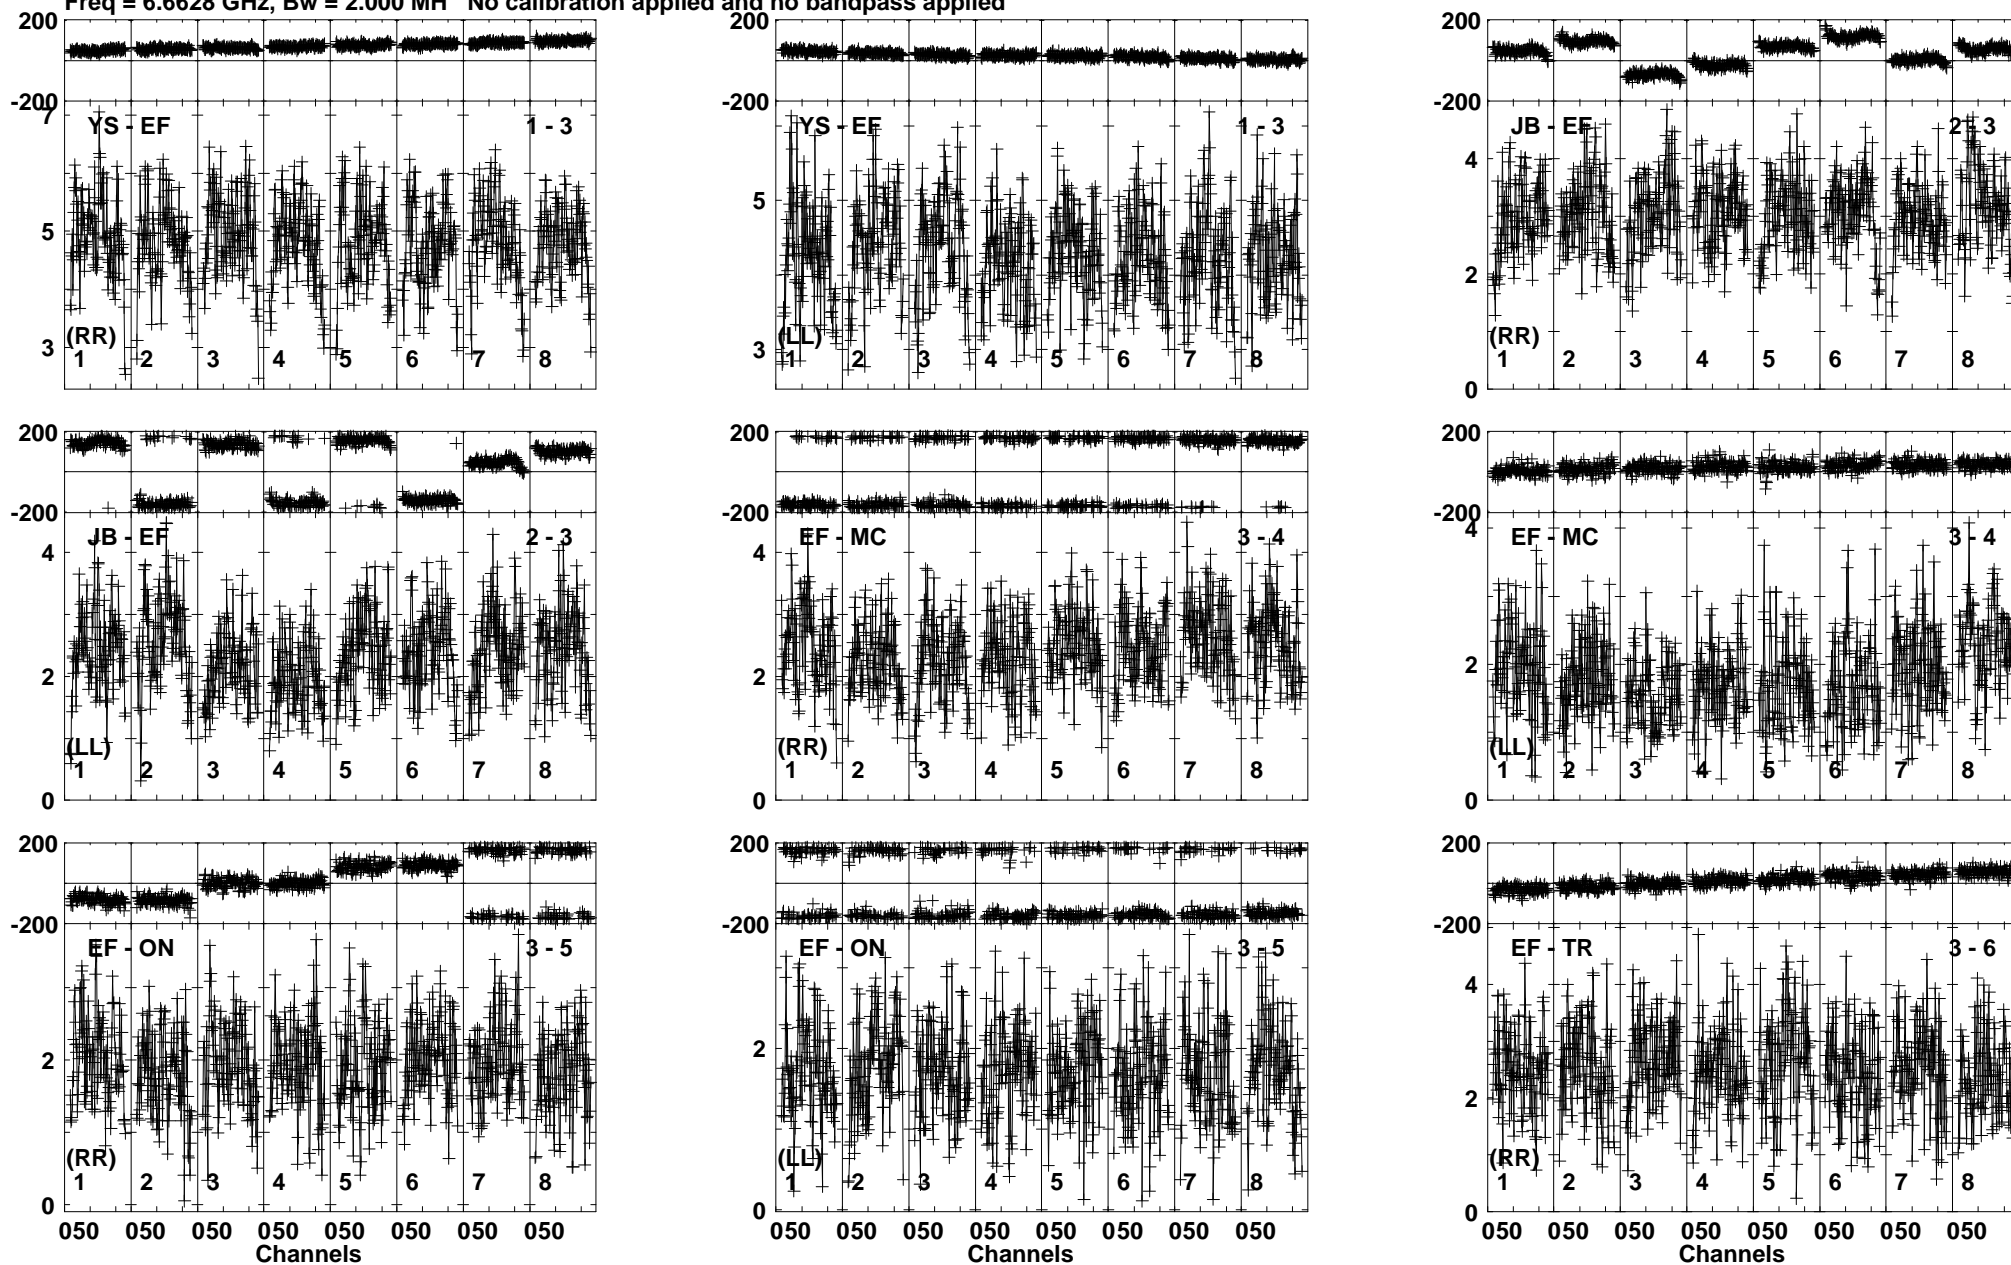 Freq = 6.6628 GHz, Bw = 2.000 MH No calibration applied and no bandpass applied
200
-200
7
5
3
YS - EF 1 - 3
(RR)
1 2 3 4 5 6 7 8
200
-200
5
3
YS - EF 1 - 3
(LL)
1 2 3 4 5 6 7 8
200
-200
4
2
0
JB - EF 2 - 3
(RR)
1 2 3 4 5 6 7 8
200
-200
4
2
0
JB - EF 2 - 3
(LL)
1 2 3 4 5 6 7 8
200
-200
4
2
0
EF - MC 3 - 4
(RR)
1 2 3 4 5 6 7 8
200
-200
4
2
0
EF - MC 3 - 4
(LL)
1 2 3 4 5 6 7 8
200
-200
2
0
EF - ON 3 - 5
(RR)
1 2 3 4 5 6 7 8
050 050 050 050 050 050 050 050
Channels
200
-200
2
0
EF - ON 3 - 5
(LL)
1 2 3 4 5 6 7 8
050 050 050 050 050 050 050 050
Channels
200
-200
4
2
0
EF - TR 3 - 6
(RR)
1 2 3 4 5 6 7 8
050 050 050 050 050 050 050 050
Channels